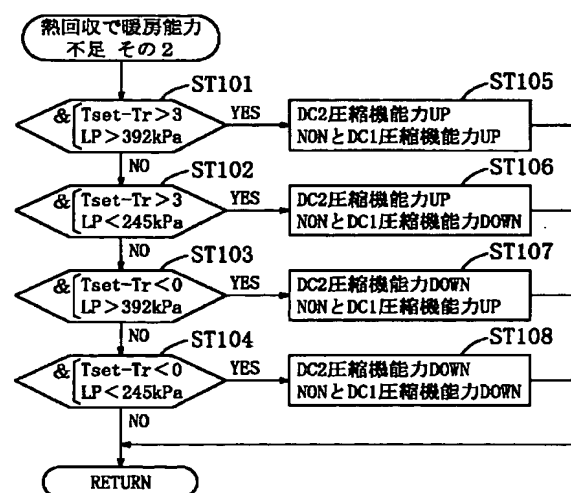 熱回収で暖房能力
不足 その2
ST101
& Tset-Tr>3
LP>392kPa
YES
NO
ST105
DC2圧縮機能力UP
NONとDC1圧縮機能力UP
ST102
& Tset-Tr>3
LP<245kPa
YES
NO
ST106
DC2圧縮機能力UP
NONとDC1圧縮機能力DOWN
ST103
& Tset-Tr<0
LP>392kPa
YES
NO
ST107
DC2圧縮機能力DOWN
NONとDC1圧縮機能力UP
ST104
& Tset-Tr<0
LP<245kPa
YES
NO
ST108
DC2圧縮機能力DOWN
NONとDC1圧縮機能力DOWN
RETURN